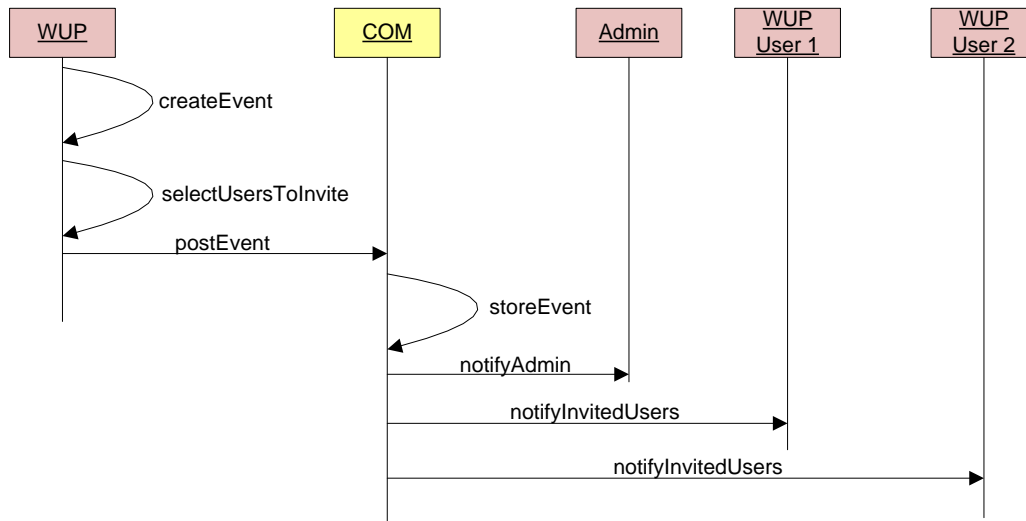 WUP
COM
Admin
WUP
User 1
WUP
User 2
createEvent
selectUsersToInvite
postEvent
storeEvent
notifyAdmin
notifyInvitedUsers
notifyInvitedUsers